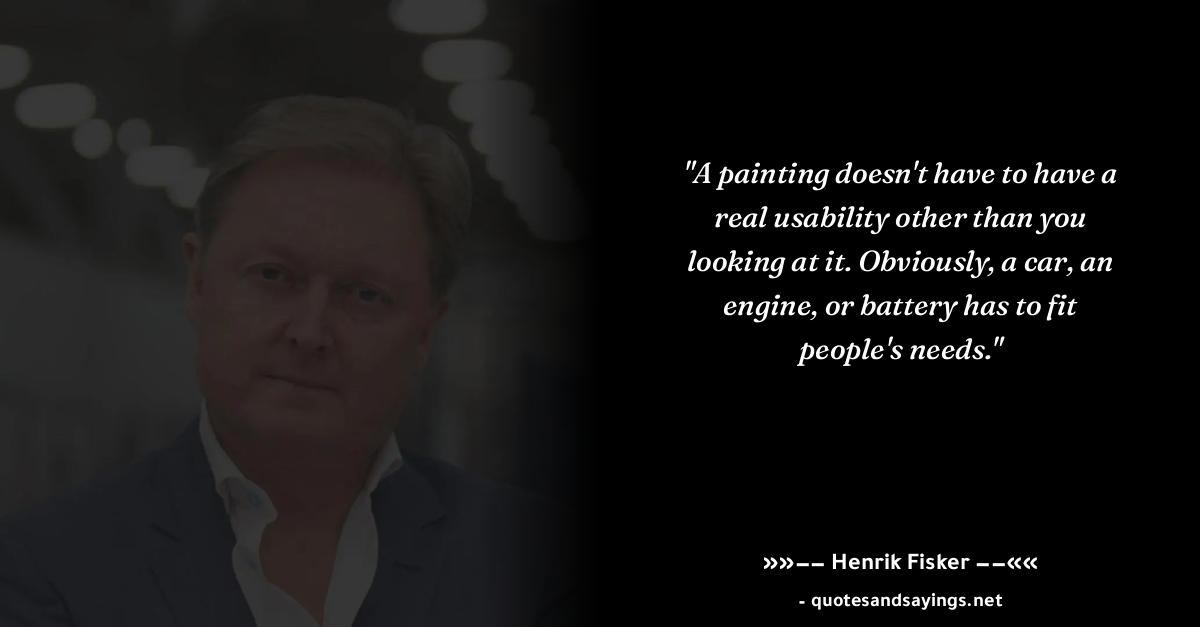 "A painting doesn't have to have a
real usability other than you
looking at it. Obviously, a car, an
engine, or battery has to fit
people's needs."
»»−− Henrik Fisker −−««
- quotesandsayings.net